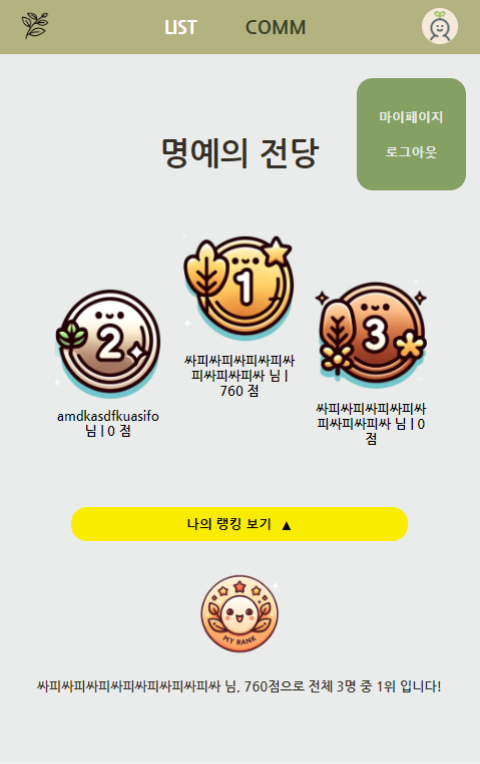 LIST
COMM
마이페이지
로그아웃
명예의 전당
1
2
3
싸피싸피싸피싸피싸
피싸피싸피싸 님 |
760 점
amdkasdfkuasifo
님 | 0 점
싸피싸피싸피싸피싸
피싸피싸피싸 님 | 0
점
나의 랭킹 보기 ▲
MY RANK
싸피싸피싸피싸피싸피싸피싸피싸 님, 760점으로 전체 3명 중 1위 입니다!